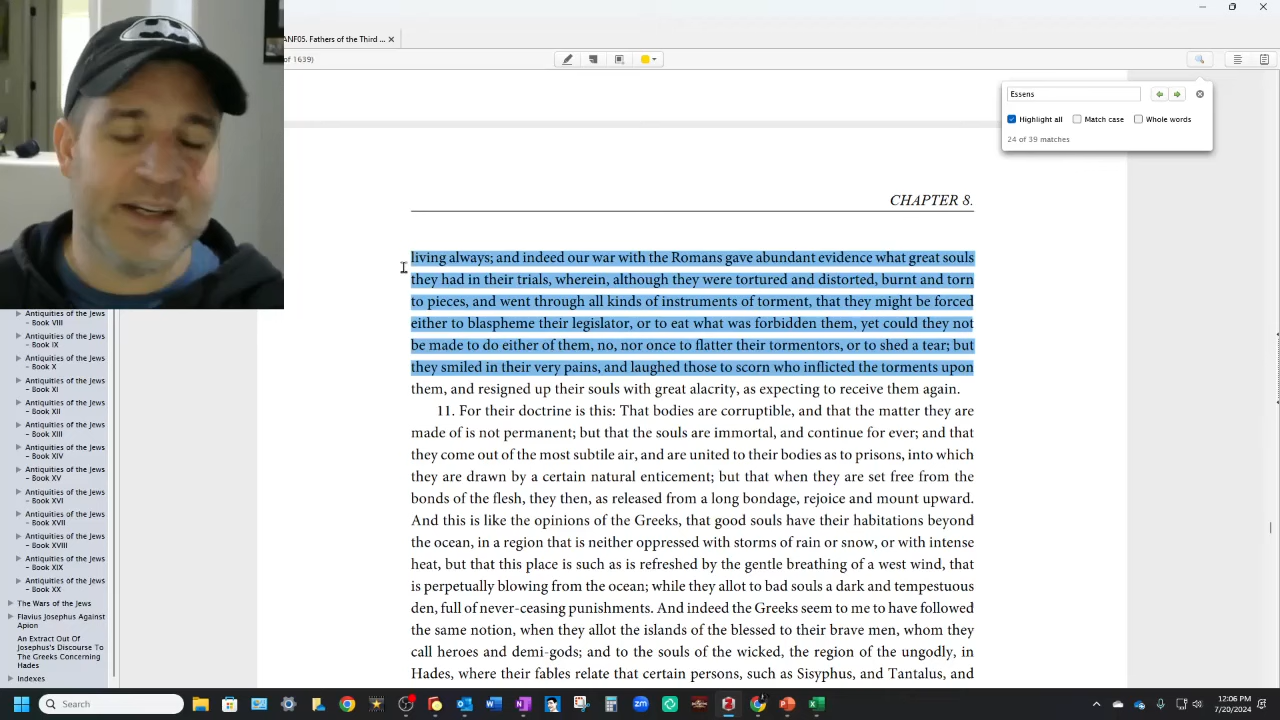 ANF05. Fathers of the Third ...
of 1639)
Essens
Highlight all
Match case
Whole words
24 of 39 matches
CHAPTER 8.
living always; and indeed our war with the Romans gave abundant evidence what great souls
they had in their trials, wherein, although they were tortured and distorted, burnt and torn
to pieces, and went through all kinds of instruments of torment, that they might be forced
either to blaspheme their legislator, or to eat what was forbidden them, yet could they not
be made to do either of them, no, nor once to flatter their tormentors, or to shed a tear; but
they smiled in their very pains, and laughed those to scorn who inflicted the torments upon
them, and resigned up their souls with great alacrity, as expecting to receive them again.
11. For their doctrine is this: That bodies are corruptible, and that the matter they are
made of is not permanent; but that the souls are immortal, and continue for ever; and that
they come out of the most subtile air, and are united to their bodies as to prisons, into which
they are drawn by a certain natural enticement; but that when they are set free from the
bonds of the flesh, they then, as released from a long bondage, rejoice and mount upward.
And this is like the opinions of the Greeks, that good souls have their habitations beyond
the ocean, in a region that is neither oppressed with storms of rain or snow, or with intense
heat, but that this place is such as is refreshed by the gentle breathing of a west wind, that
is perpetually blowing from the ocean; while they allot to bad souls a dark and tempestuous
den, full of never-ceasing punishments. And indeed the Greeks seem to me to have followed
the same notion, when they allot the islands of the blessed to their brave men, whom they
call heroes and demi-gods; and to the souls of the wicked, the region of the ungodly, in
Hades, where their fables relate that certain persons, such as Sisyphus, and Tantalus, and
Antiquities of the Jews
– Book VIII
Antiquities of the Jews
– Book IX
Antiquities of the Jews
– Book X
Antiquities of the Jews
– Book XI
Antiquities of the Jews
– Book XII
Antiquities of the Jews
– Book XIII
Antiquities of the Jews
– Book XIV
Antiquities of the Jews
– Book XV
Antiquities of the Jews
– Book XVI
Antiquities of the Jews
– Book XVII
Antiquities of the Jews
– Book XVIII
Antiquities of the Jews
– Book XIX
Antiquities of the Jews
– Book XX
The Wars of the Jews
Flavius Josephus Against
Apion
An Extract Out Of
Josephus's Discourse To
The Greeks Concerning
Hades
Indexes
Search
12:06 PM
7/20/2024